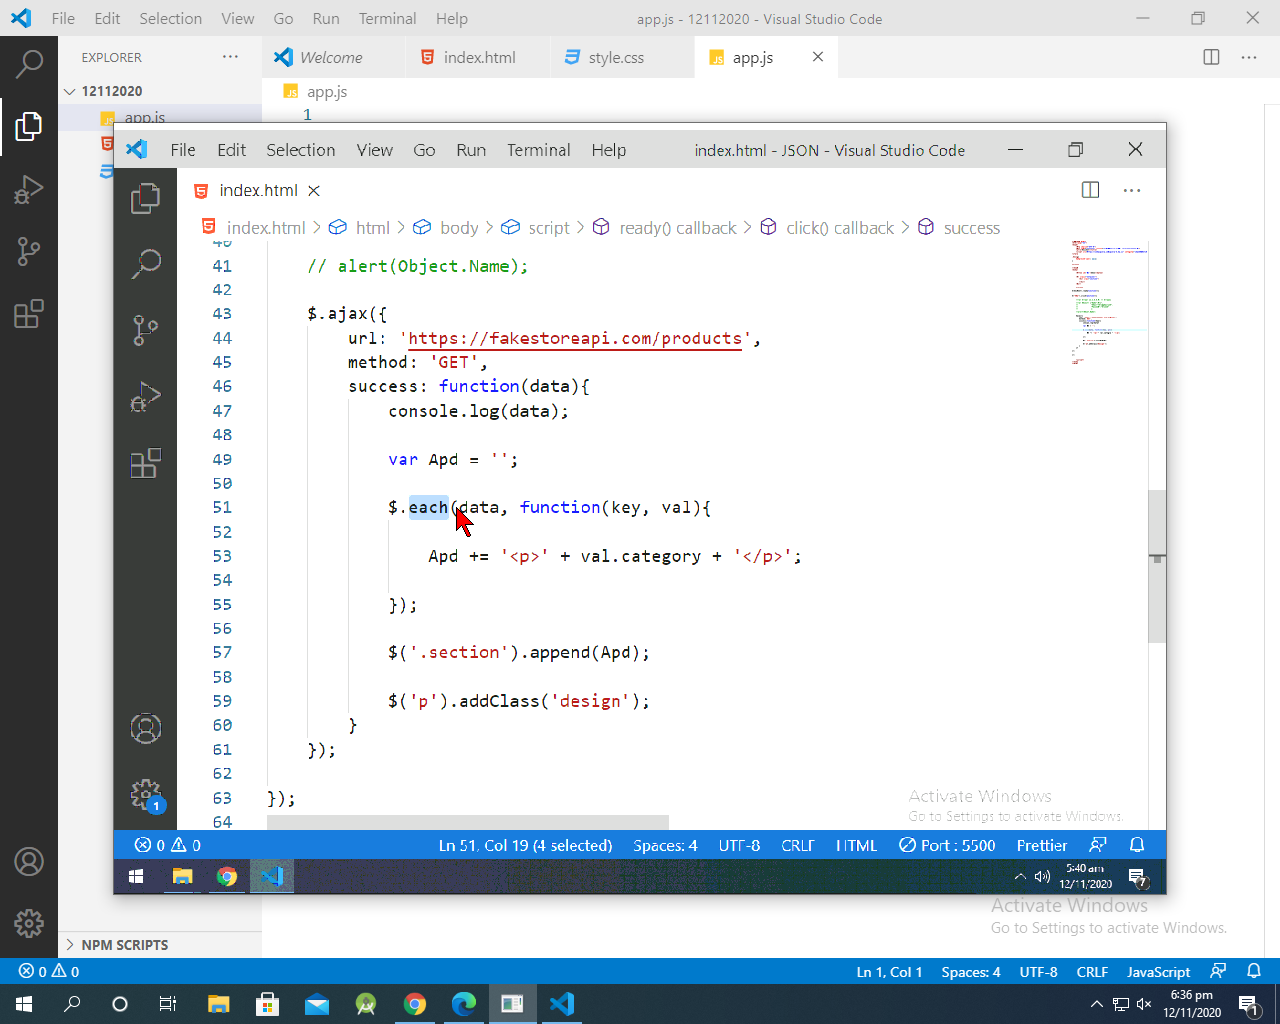 File Edit Selection View Go Run Terminal Help app.js - 12112020 - Visual Studio Code
EXPLORER
Welcome index.html style.css app.js
12112020
app.js
app.js
1
File Edit Selection View Go Run Terminal Help index.html - JSON - Visual Studio Code
index.html
index.html > html > body > script > ready() callback > click() callback > success
40
41 // alert(Object.Name);
42
43 $.ajax({
44 url: 'https://fakestoreapi.com/products',
45 method: 'GET',
46 success: function(data){
47 console.log(data);
48
49 var Apd = '';
50
51 $.each(data, function(key, val){
52
53 Apd += '<p>' + val.category + '</p>';
54
55 });
56
57 $('.section').append(Apd);
58
59 $('p').addClass('design');
60 }
61 });
62
63 });
64
Activate Windows
Go to Settings to activate Windows.
1
0 0 Ln 51, Col 19 (4 selected) Spaces: 4 UTF-8 CRLF HTML Port : 5500 Prettier
5:40 am
12/11/2020
7
Activate Windows
Go to Settings to activate Windows.
NPM SCRIPTS
0 0 Ln 1, Col 1 Spaces: 4 UTF-8 CRLF JavaScript
6:36 pm
12/11/2020
1